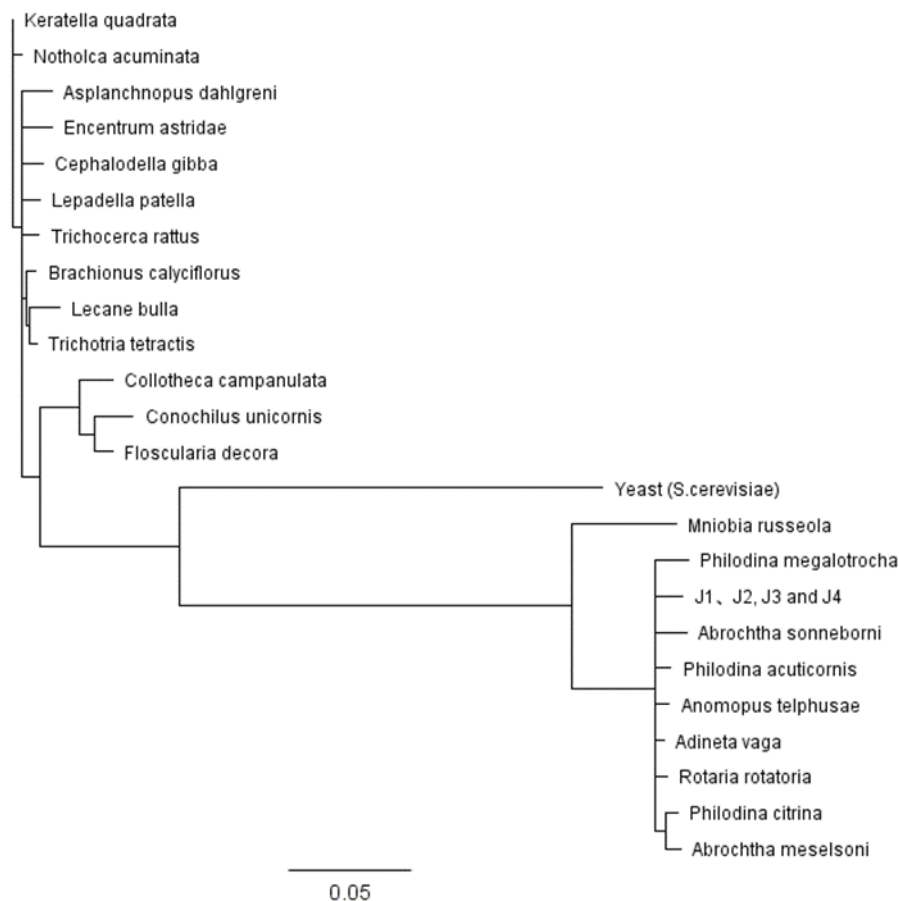 Keratella quadrata
Notholca acuminata
Asplanchnopus dahlgreni
Encentrum astridae
Cephalodella gibba
Lepadella patella
Trichocerca rattus
Brachionus calyciflorus
Lecane bulla
Trichotria tetractis
Collotheca campanulata
Conochilus unicornis
Floscularia decora
Yeast (S.cerevisiae)
Mniobia russeola
Philodina megalotrocha
J1、J2, J3 and J4
Abrochtha sonneborni
Philodina acuticornis
Anomopus telphusae
Adineta vaga
Rotaria rotatoria
Philodina citrina
Abrochtha meselsoni
0.05